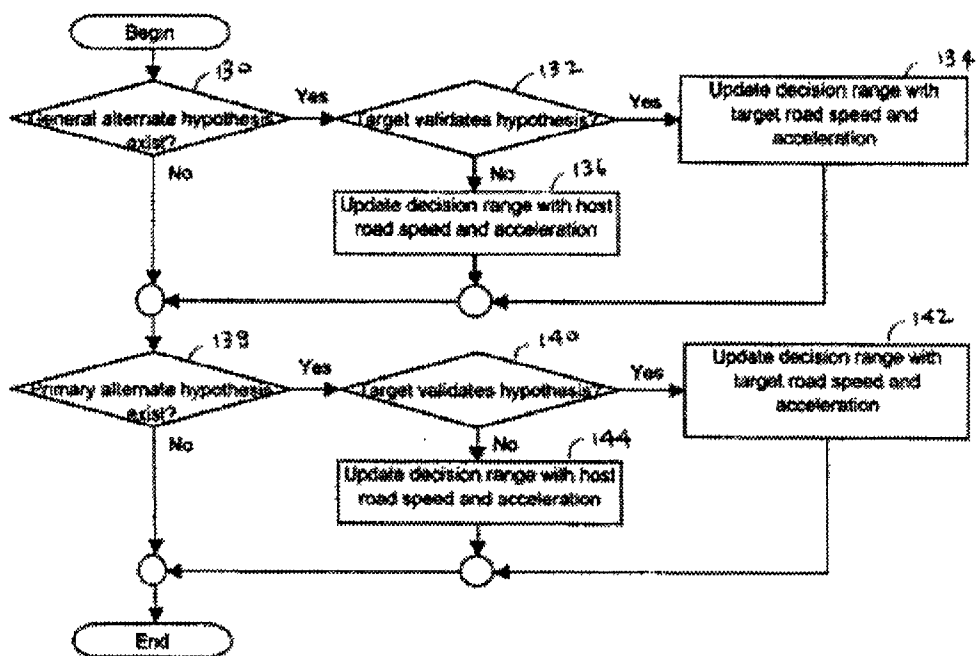 Begin
130
General alternate hypothesis
exist?
Yes
132
Target validates hypothesis?
Yes
134
Update decision range with
target road speed and
acceleration
No
No
136
Update decision range with host
road speed and acceleration
138
Primary alternate hypothesis
exist?
Yes
140
Target validates hypothesis?
Yes
142
Update decision range with
target road speed and
acceleration
No
No
144
Update decision range with host
road speed and acceleration
End